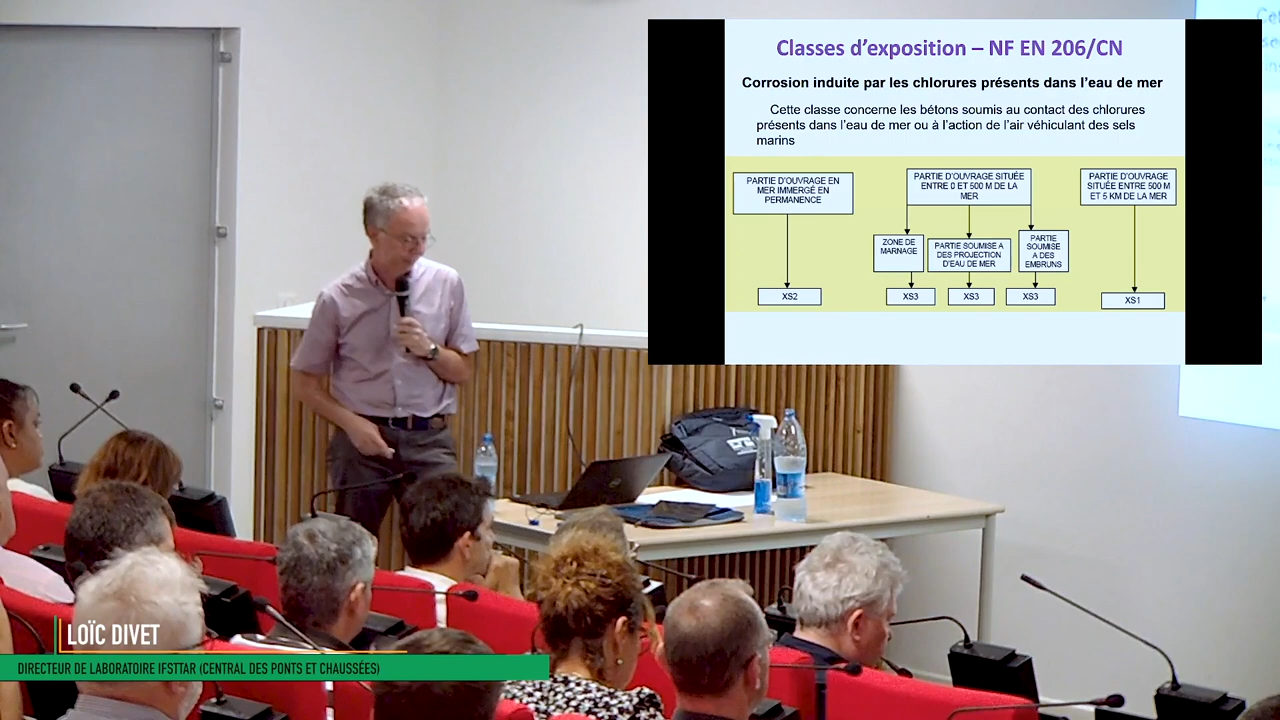 Classes d'exposition – NF EN 206/CN
Corrosion induite par les chlorures présents dans l'eau de mer
Cette classe concerne les bétons soumis au contact des chlorures
présents dans l'eau de mer ou à l'action de l'air véhiculant des sels
marins
PARTIE D'OUVRAGE EN
MER IMMERGÉ EN
PERMANENCE
PARTIE D'OUVRAGE SITUÉE
ENTRE 0 ET 500 M DE LA
MER
PARTIE D'OUVRAGE
SITUÉE ENTRE 500 M
ET 5 KM DE LA MER
ZONE DE
MARNAGE
PARTIE SOUMISE A
DES PROJECTION
D'EAU DE MER
PARTIE
SOUMISE
A DES
EMBRUNS
XS2
XS3
XS3
XS3
XS1
LOÏC DIVET
DIRECTEUR DE LABORATOIRE IFSTTAR (CENTRAL DES PONTS ET CHAUSSÉES)